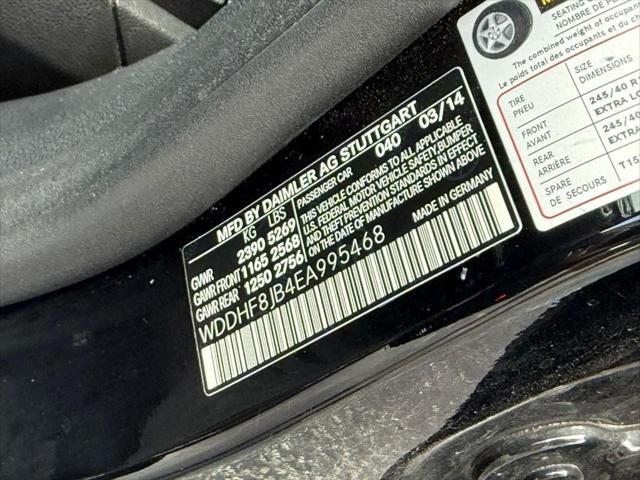 MFD BY DAIMLER AG STUTTGART
PASSENGER CAR 040 03/14
KG LBS
GVWR 2390 5269
GAWR FRONT 1165 2568
GAWR REAR 1250 2756
THIS VEHICLE CONFORMS TO ALL APPLICABLE
U.S. FEDERAL MOTOR VEHICLE SAFETY, BUMPER
AND THEFT PREVENTION STANDARDS IN EFFECT
ON THE DATE OF MANUFACTURE SHOWN ABOVE
MADE IN GERMANY
WDDHF8JB4EA995468
SEATING
NOMBRE DE
The combined weight of occupants
Le poids total des occupants et du
TIRE
PNEU
SIZE
DIMENSIONS
FRONT
AVANT
245/40 R
EXTRA LO
REAR
ARRIÈRE
245/40
EXTRA
SPARE
DE SECOURS
T15